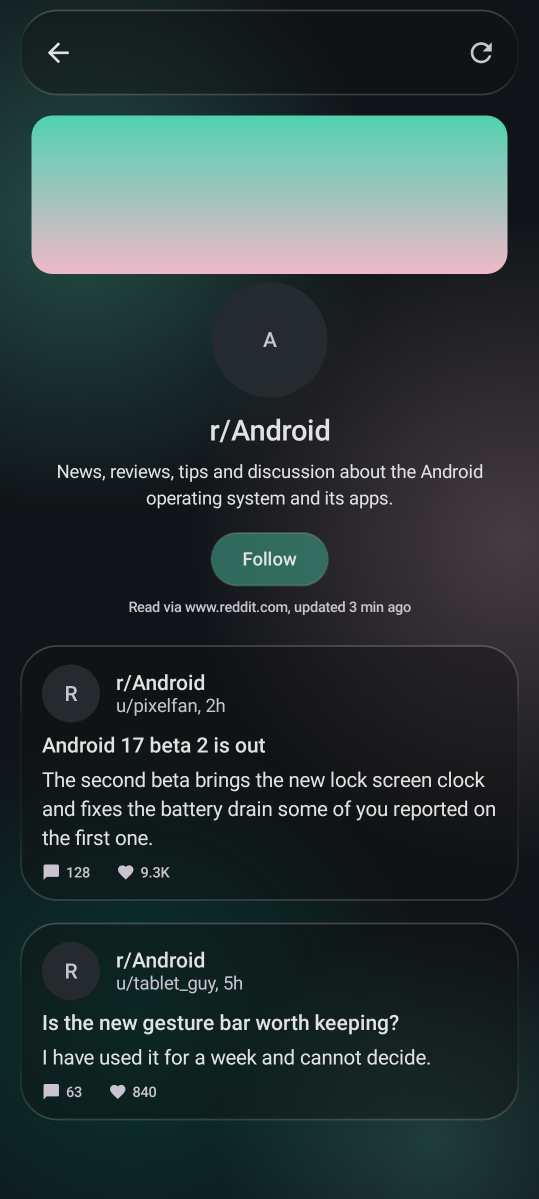 A
r/Android
News, reviews, tips and discussion about the Android
operating system and its apps.
Follow
Read via www.reddit.com, updated 3 min ago
R
r/Android
u/pixelfan, 2h
Android 17 beta 2 is out
The second beta brings the new lock screen clock
and fixes the battery drain some of you reported on
the first one.
128 9.3K
R
r/Android
u/tablet_guy, 5h
Is the new gesture bar worth keeping?
I have used it for a week and cannot decide.
63 840